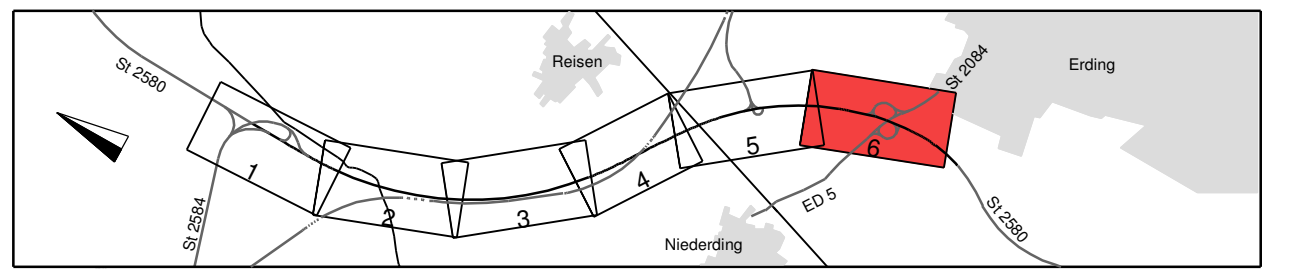 St 2580
Reisen
St 2084
Erding
1
2
3
4
5
6
St 2584
ED 5
Niederding
St 2580